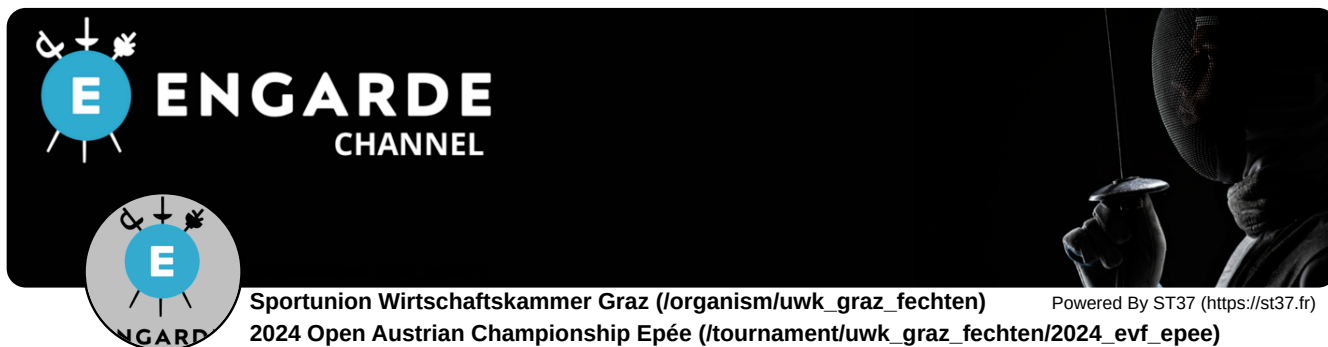 E ENGARDE
CHANNEL
E
NGARD
Sportunion Wirtschaftskammer Graz (/organism/uwk_graz_fechten) Powered By ST37 (https://st37.fr)
2024 Open Austrian Championship Epée (/tournament/uwk_graz_fechten/2024_evf_epee)